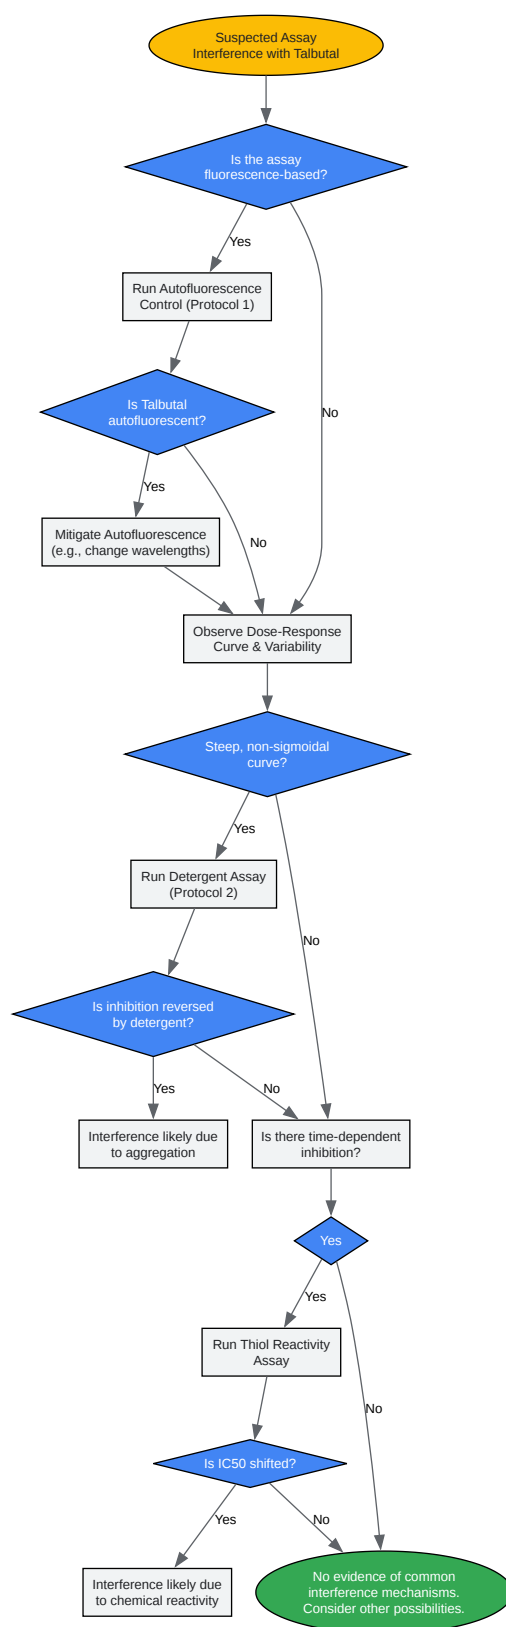 Suspected Assay
Interference with Talbutal
Is the assay
fluorescence-based?
Yes
Run Autofluorescence
Control (Protocol 1)
No
Is Talbutal
autofluorescent?
Yes
Mitigate Autofluorescence
(e.g., change wavelengths)
No
Observe Dose-Response
Curve & Variability
Steep, non-sigmoidal
curve?
Yes
Run Detergent Assay
(Protocol 2)
No
Is inhibition reversed
by detergent?
Yes
No
Interference likely due
to aggregation
Is there time-dependent
inhibition?
Yes
Yes
Run Thiol Reactivity
Assay
No
Is IC50 shifted?
Yes
No
Interference likely due
to chemical reactivity
No evidence of common
interference mechanisms.
Consider other possibilities.